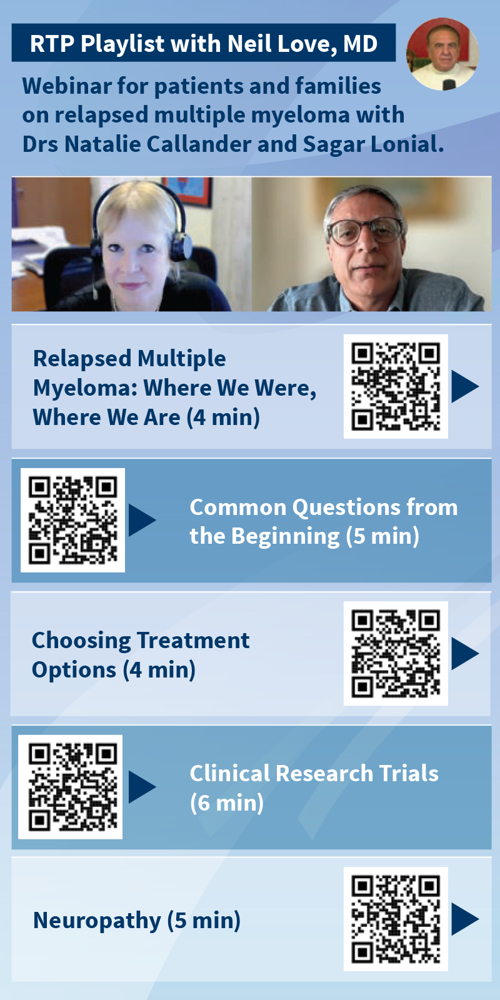 RTP Playlist with Neil Love, MD
Webinar for patients and families
on relapsed multiple myeloma with
Drs Natalie Callander and Sagar Lonial.
Relapsed Multiple
Myeloma: Where We Were,
Where We Are (4 min)
Common Questions from
the Beginning (5 min)
Choosing Treatment
Options (4 min)
Clinical Research Trials
(6 min)
Neuropathy (5 min)